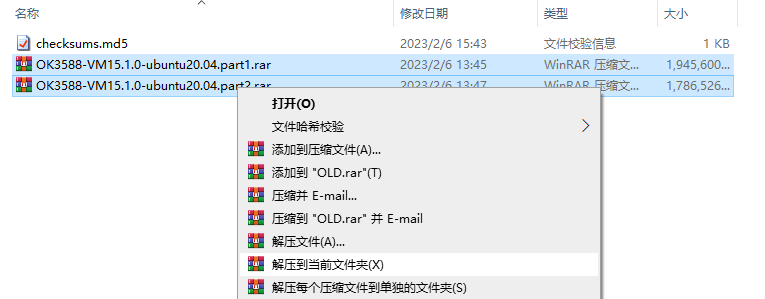 名称 修改日期 类型 大小
checksums.md5 2023/2/6 15:43 文件校验信息 1 KB
OK3588-VM15.1.0-ubuntu20.04.part1.rar 2023/2/6 13:45 WinRAR 压缩文... 1,945,600...
OK3588-VM15.1.0-ubuntu20.04.part2.rar 2023/2/6 13:47 WinRAR 压缩文... 1,786,526...
打开(O)
文件哈希校验
添加到压缩文件(A)...
添加到 "OLD.rar"(T)
压缩并 E-mail...
压缩到 "OLD.rar" 并 E-mail
解压文件(A)...
解压到当前文件夹(X)
解压每个压缩文件到单独的文件夹(S)